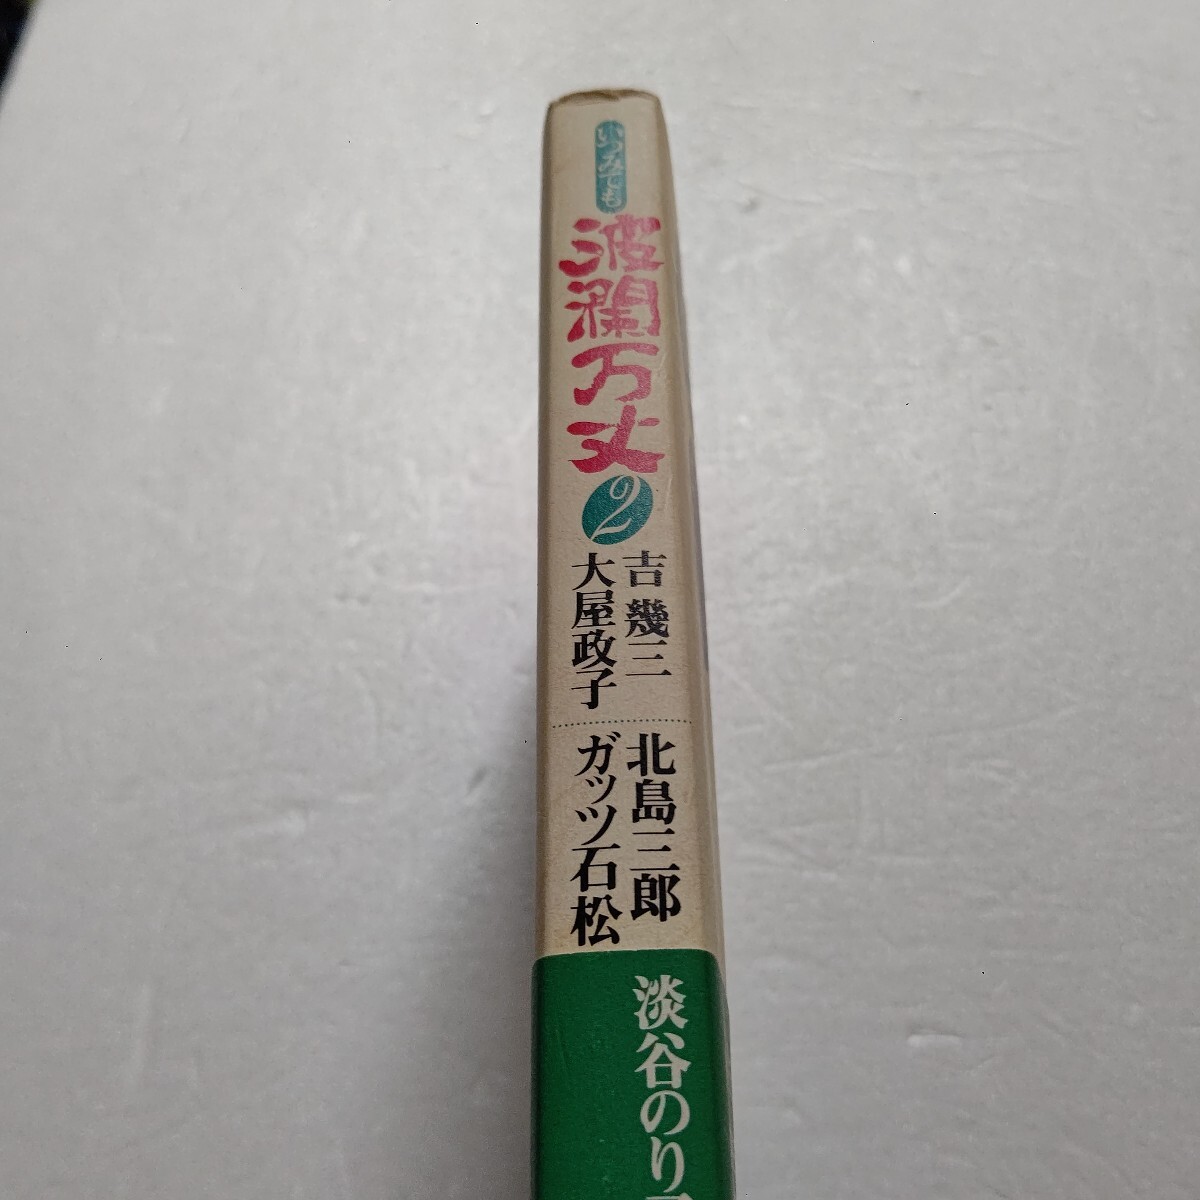 いつみても
波瀾万丈
2
吉幾三
大屋政子
北島三郎
ガッツ石松
淡谷のり